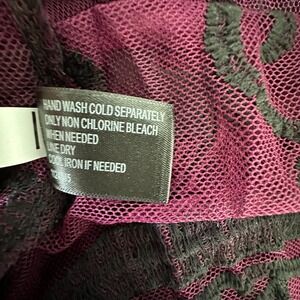 HAND WASH COLD SEPARATELY
ONLY NON CHLORINE BLEACH
WHEN NEEDED
LINE DRY
COOL IRON IF NEEDED